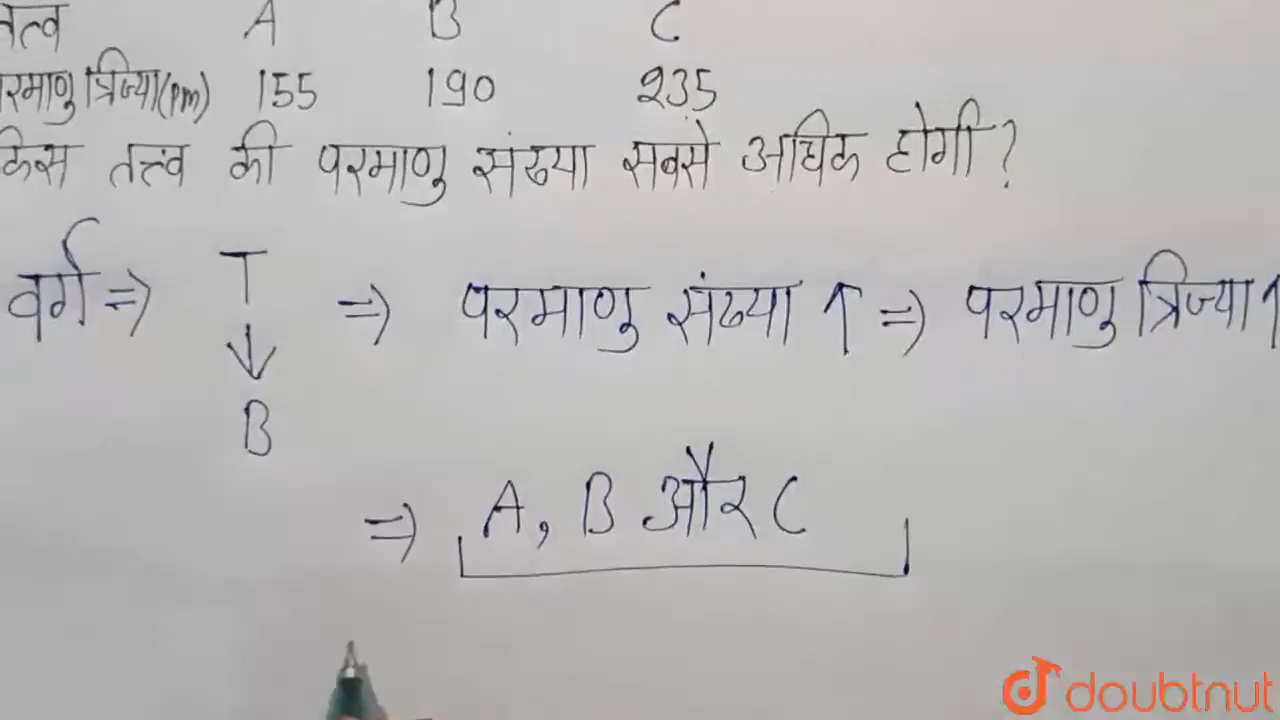 तत्व A B C
परमाणु त्रिज्या(pm) 155 190 235
किस तत्त्व की परमाणु संख्या सबसे अधिक होगी?
वर्ग ⇒ T ⇒ परमाणु संख्या ↑ ⇒ परमाणु त्रिज्या ↑
↓
B
⇒ A, B और C
doubtnut